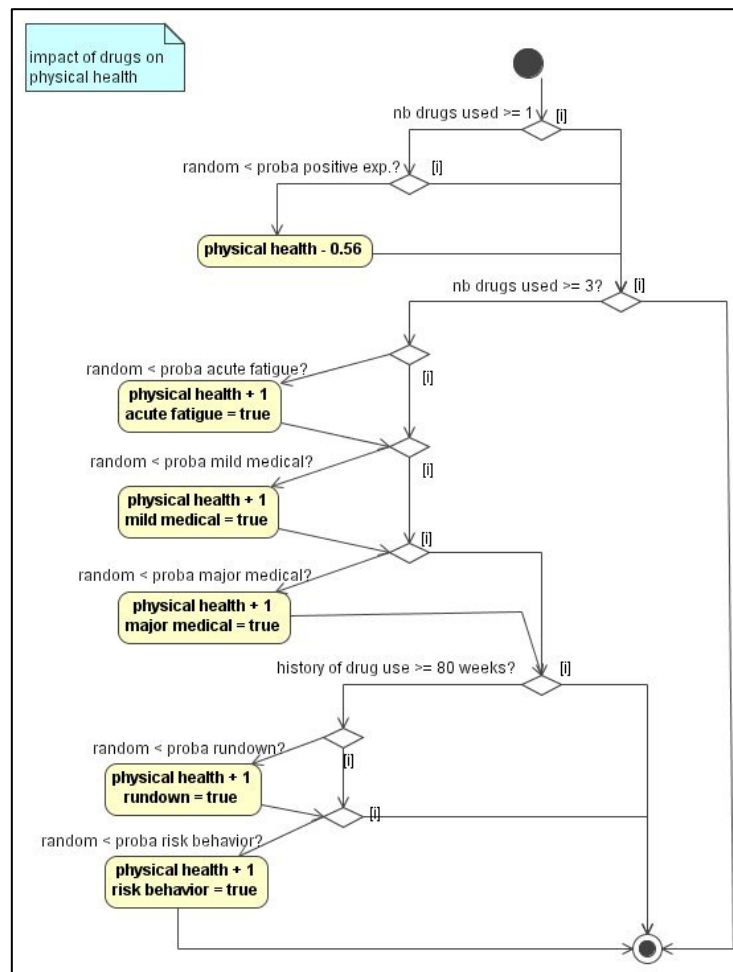 impact of drugs on
physical health
nb drugs used >= 1
[i]
random < proba positive exp.?
[i]
physical health - 0.56
nb drugs used >= 3?
[i]
random < proba acute fatigue?
[i]
physical health + 1
acute fatigue = true
random < proba mild medical?
[i]
physical health + 1
mild medical = true
[i]
random < proba major medical?
physical health + 1
major medical = true
history of drug use >= 80 weeks?
[i]
random < proba rundown?
[i]
physical health + 1
rundown = true
[i]
random < proba risk behavior?
physical health + 1
risk behavior = true